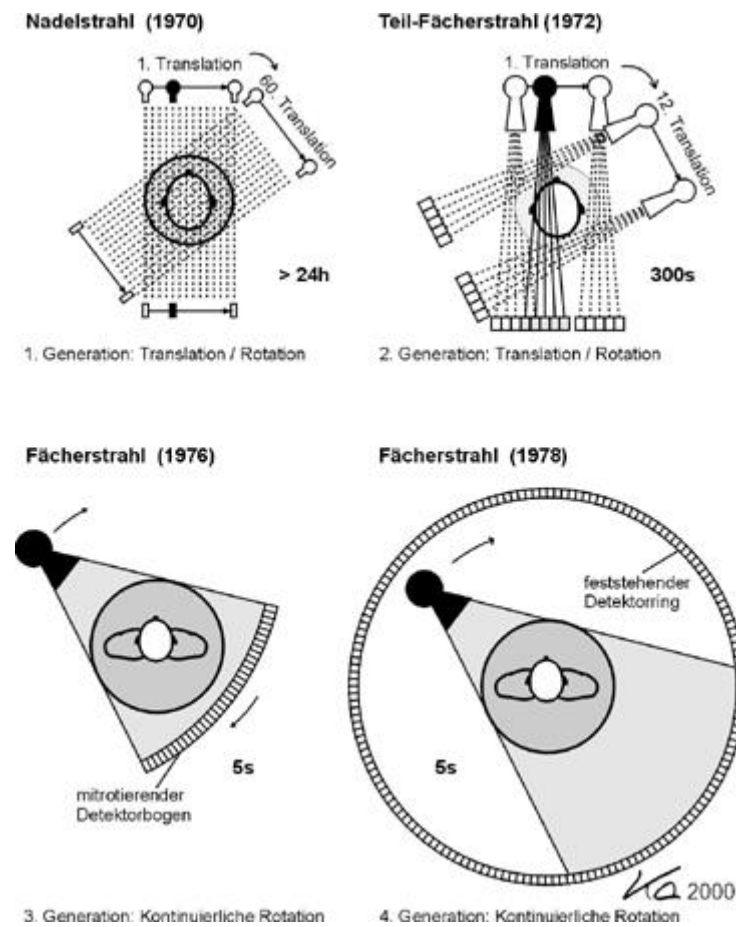 Nadelstrahl (1970)
1. Translation
60. Translation
> 24h
1. Generation: Translation / Rotation
Teil-Fächerstrahl (1972)
1. Translation
12. Translation
300s
2. Generation: Translation / Rotation
Fächerstrahl (1976)
5s
mitrotierender
Detektorbogen
3. Generation: Kontinuierliche Rotation
Fächerstrahl (1978)
feststehender
Detektorring
5s
2000
4. Generation: Kontinuierliche Rotation